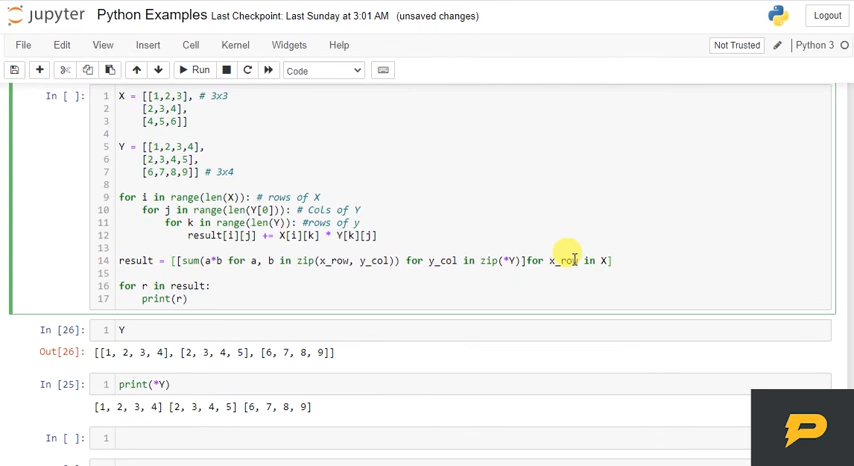 jupyter Python Examples Last Checkpoint: Last Sunday at 3:01 AM (unsaved changes) Logout
File Edit View Insert Cell Kernel Widgets Help Not Trusted Python 3
Run Code
In [ ]: 1 X = [[1,2,3], # 3x3
2 [2,3,4],
3 [4,5,6]]
4
5 Y = [[1,2,3,4],
6 [2,3,4,5],
7 [6,7,8,9]] # 3x4
8
9 for i in range(len(X)): # rows of X
10 for j in range(len(Y[0])): # Cols of Y
11 for k in range(len(Y)): #rows of y
12 result[i][j] += X[i][k] * Y[k][j]
13
14 result = [[sum(a*b for a, b in zip(x_row, y_col)) for y_col in zip(*Y)]for x_row in X]
15
16 for r in result:
17 print(r)
In [26]: 1 Y
Out[26]: [[1, 2, 3, 4], [2, 3, 4, 5], [6, 7, 8, 9]]
In [25]: 1 print(*Y)
[1, 2, 3, 4] [2, 3, 4, 5] [6, 7, 8, 9]
In [ ]: 1